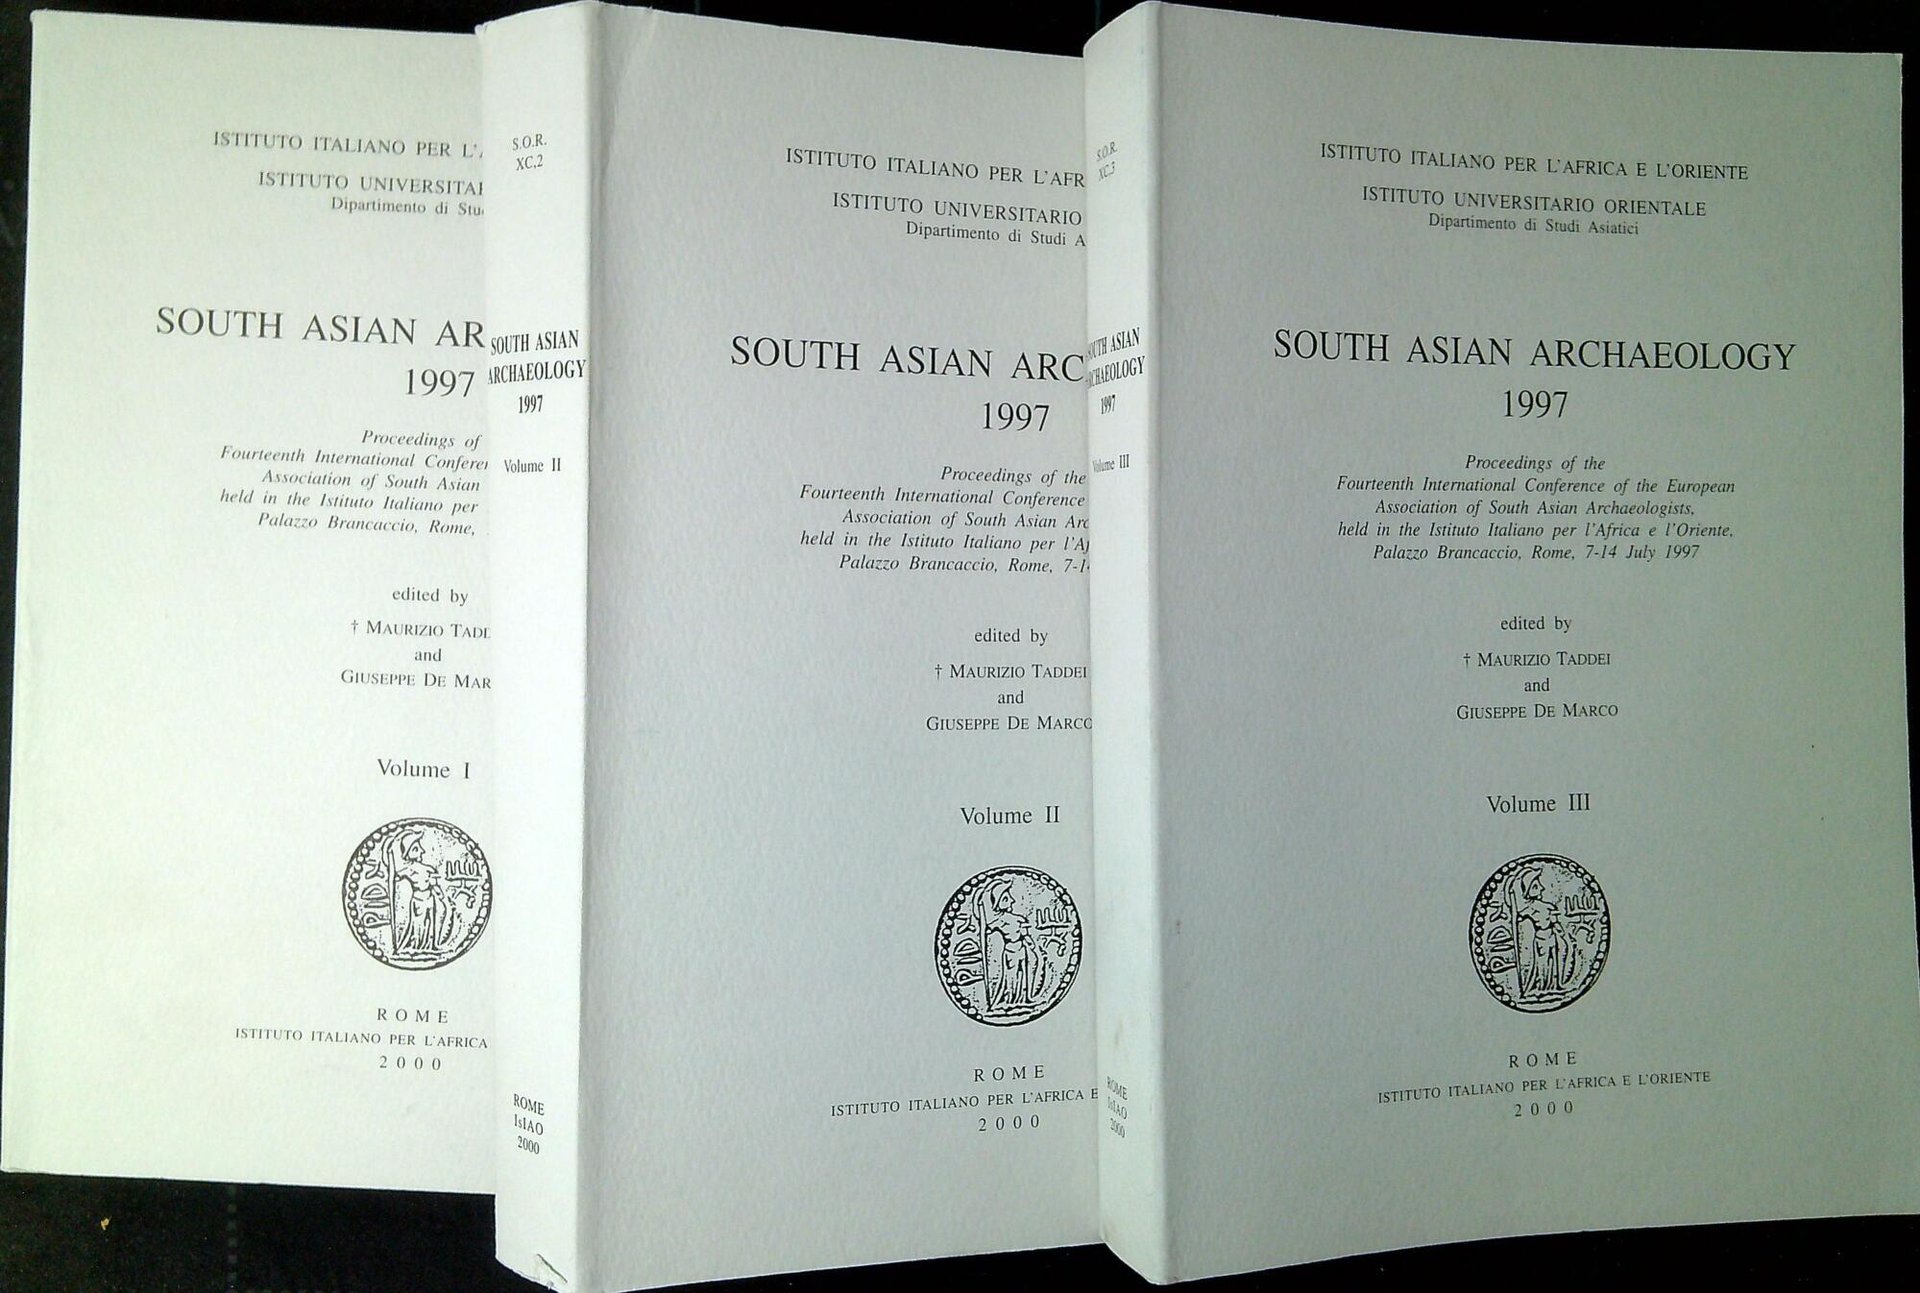 ISTITUTO ITALIANO PER L'A
ISTITUTO UNIVERSITAR
Dipartimento di Stu
SOUTH ASIAN AR
1997
Proceedings of
Fourteenth International Conferen
Association of South Asian
held in the Istituto Italiano per
Palazzo Brancaccio, Rome,
edited by
† MAURIZIO TADD
and
GIUSEPPE DE MAR
Volume I
ROME
ISTITUTO ITALIANO PER L'AFRICA
2000
S.O.R.
XC,2
SOUTH ASIAN
ARCHAEOLOGY
1997
Volume II
ROME
IsIAO
2000
ISTITUTO ITALIANO PER L'AFR
ISTITUTO UNIVERSITARIO
Dipartimento di Studi A
SOUTH ASIAN ARC
1997
Proceedings of the
Fourteenth International Conference
Association of South Asian Arc
held in the Istituto Italiano per l'Af
Palazzo Brancaccio, Rome, 7-1
edited by
† MAURIZIO TADDEI
and
GIUSEPPE DE MARCO
Volume II
ROME
ISTITUTO ITALIANO PER L'AFRICA E
2000
S.O.R.
XC,3
SOUTH ASIAN
ARCHAEOLOGY
1997
Volume III
ROME
IsIAO
2000
ISTITUTO ITALIANO PER L'AFRICA E L'ORIENTE
ISTITUTO UNIVERSITARIO ORIENTALE
Dipartimento di Studi Asiatici
SOUTH ASIAN ARCHAEOLOGY
1997
Proceedings of the
Fourteenth International Conference of the European
Association of South Asian Archaeologists,
held in the Istituto Italiano per l'Africa e l'Oriente,
Palazzo Brancaccio, Rome, 7-14 July 1997
edited by
† MAURIZIO TADDEI
and
GIUSEPPE DE MARCO
Volume III
ROME
ISTITUTO ITALIANO PER L'AFRICA E L'ORIENTE
2000